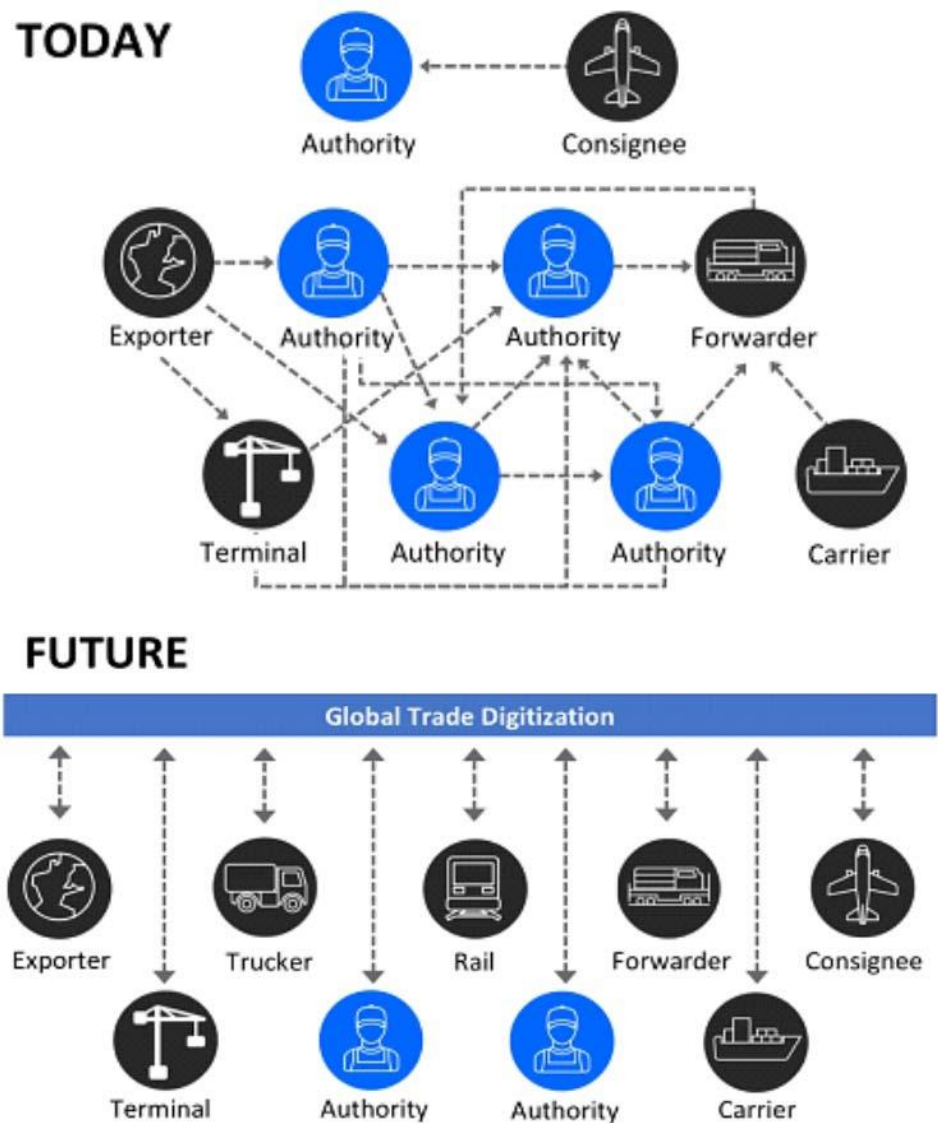 TODAY
Authority
Consignee
Exporter
Authority
Authority
Forwarder
Terminal
Authority
Authority
Carrier
FUTURE
Global Trade Digitization
Exporter
Trucker
Rail
Forwarder
Consignee
Terminal
Authority
Authority
Carrier